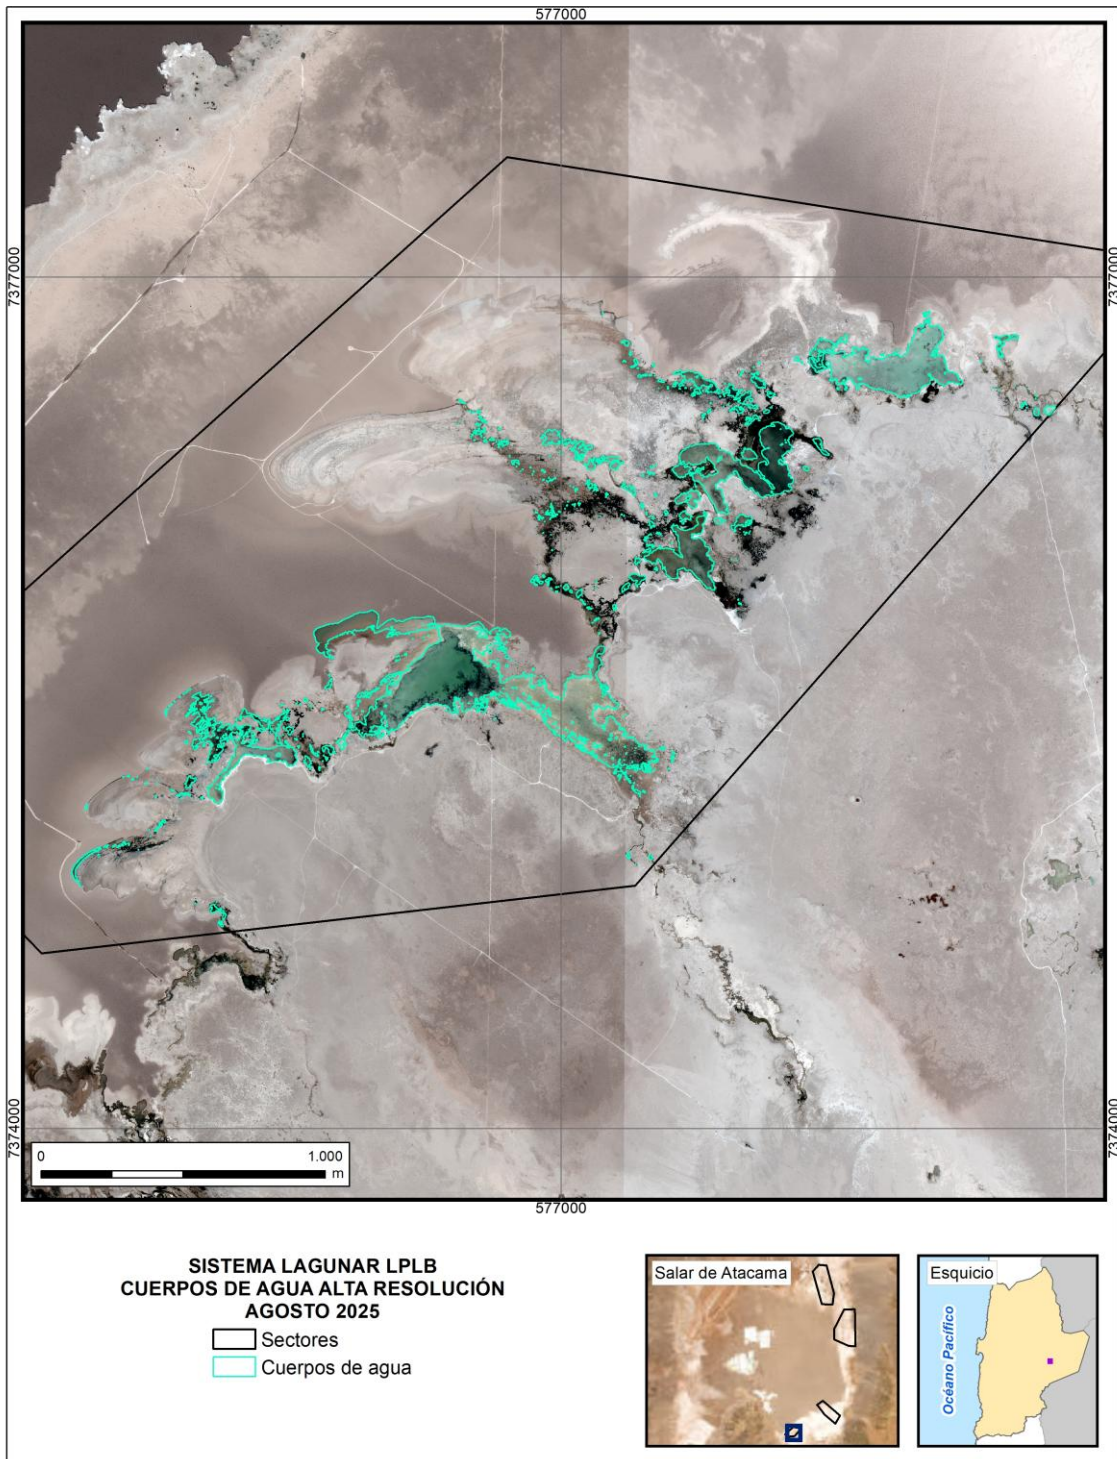 577000
7377000
7377000
7374000
7374000
0
1.000
m
577000
SISTEMA LAGUNAR LPLB
CUERPOS DE AGUA ALTA RESOLUCIÓN
AGOSTO 2025
Sectores
Cuerpos de agua
Salar de Atacama
Esquicio
Océano Pacífico